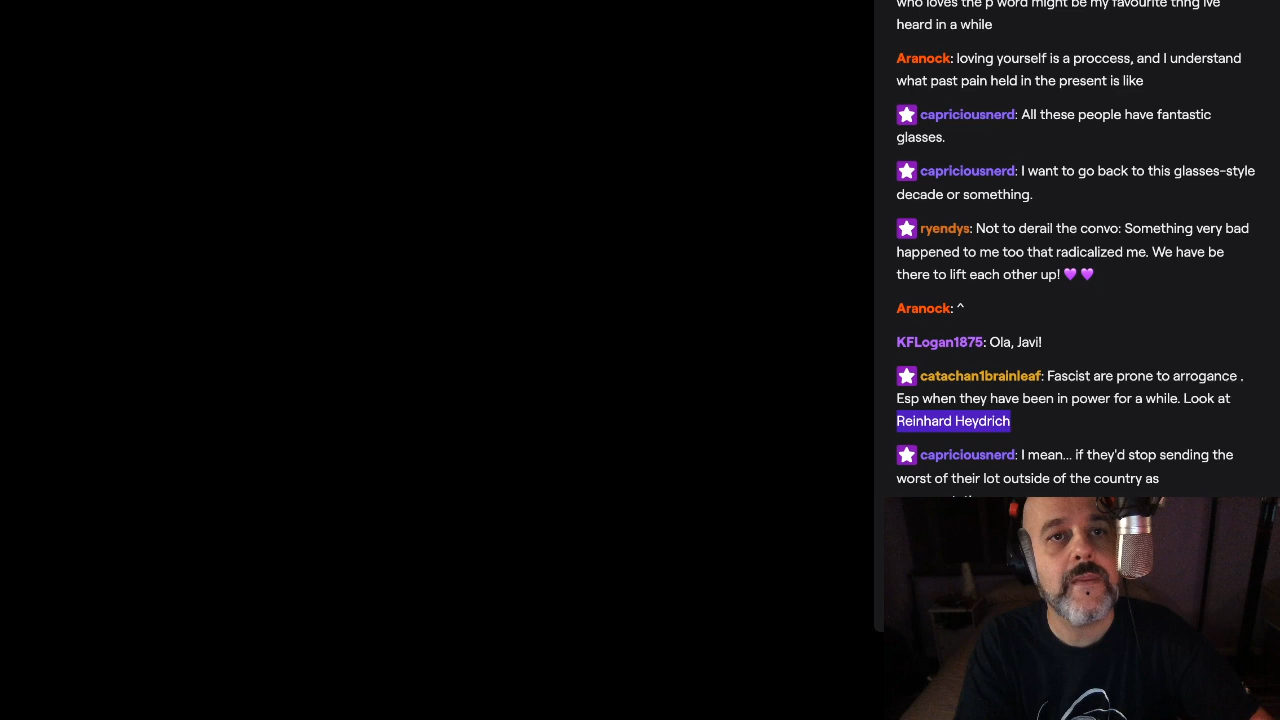 who loves the p word might be my favourite thng ive
heard in a while
Aranock: loving yourself is a proccess, and I understand
what past pain held in the present is like
capriciousnerd: All these people have fantastic
glasses.
capriciousnerd: I want to go back to this glasses-style
decade or something.
ryendys: Not to derail the convo: Something very bad
happened to me too that radicalized me. We have be
there to lift each other up! 💜 💜
Aranock: ^
KFLogan1875: Ola, Javi!
catachan1brainleaf: Fascist are prone to arrogance .
Esp when they have been in power for a while. Look at
Reinhard Heydrich
capriciousnerd: I mean... if they'd stop sending the
worst of their lot outside of the country as